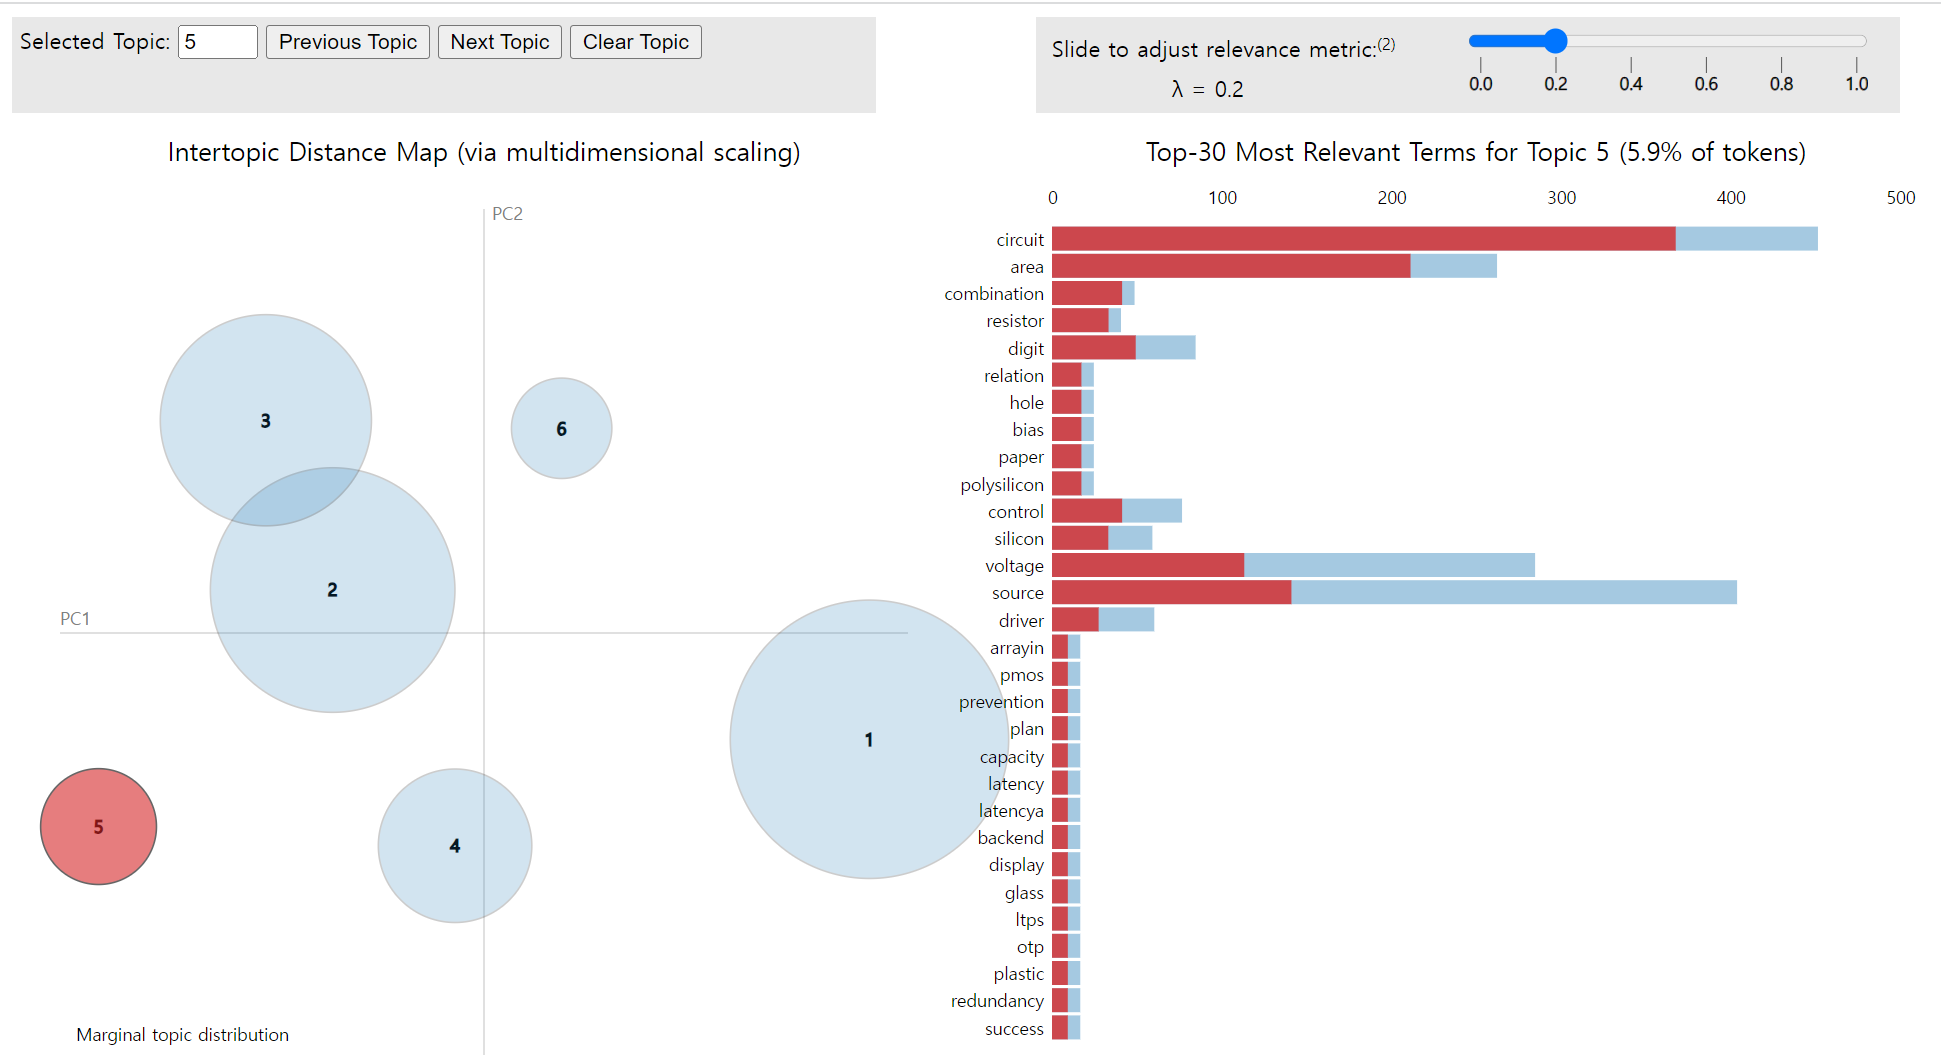 Selected Topic: 5 Previous Topic Next Topic Clear Topic
Slide to adjust relevance metric:(2)
λ = 0.2
0.0 0.2 0.4 0.6 0.8 1.0
Intertopic Distance Map (via multidimensional scaling)
PC2
PC1
3
6
2
1
5
4
Marginal topic distribution
Top-30 Most Relevant Terms for Topic 5 (5.9% of tokens)
0 100 200 300 400 500
circuit
area
combination
resistor
digit
relation
hole
bias
paper
polysilicon
control
silicon
voltage
source
driver
arrayin
pmos
prevention
plan
capacity
latency
latencya
backend
display
glass
ltps
otp
plastic
redundancy
success